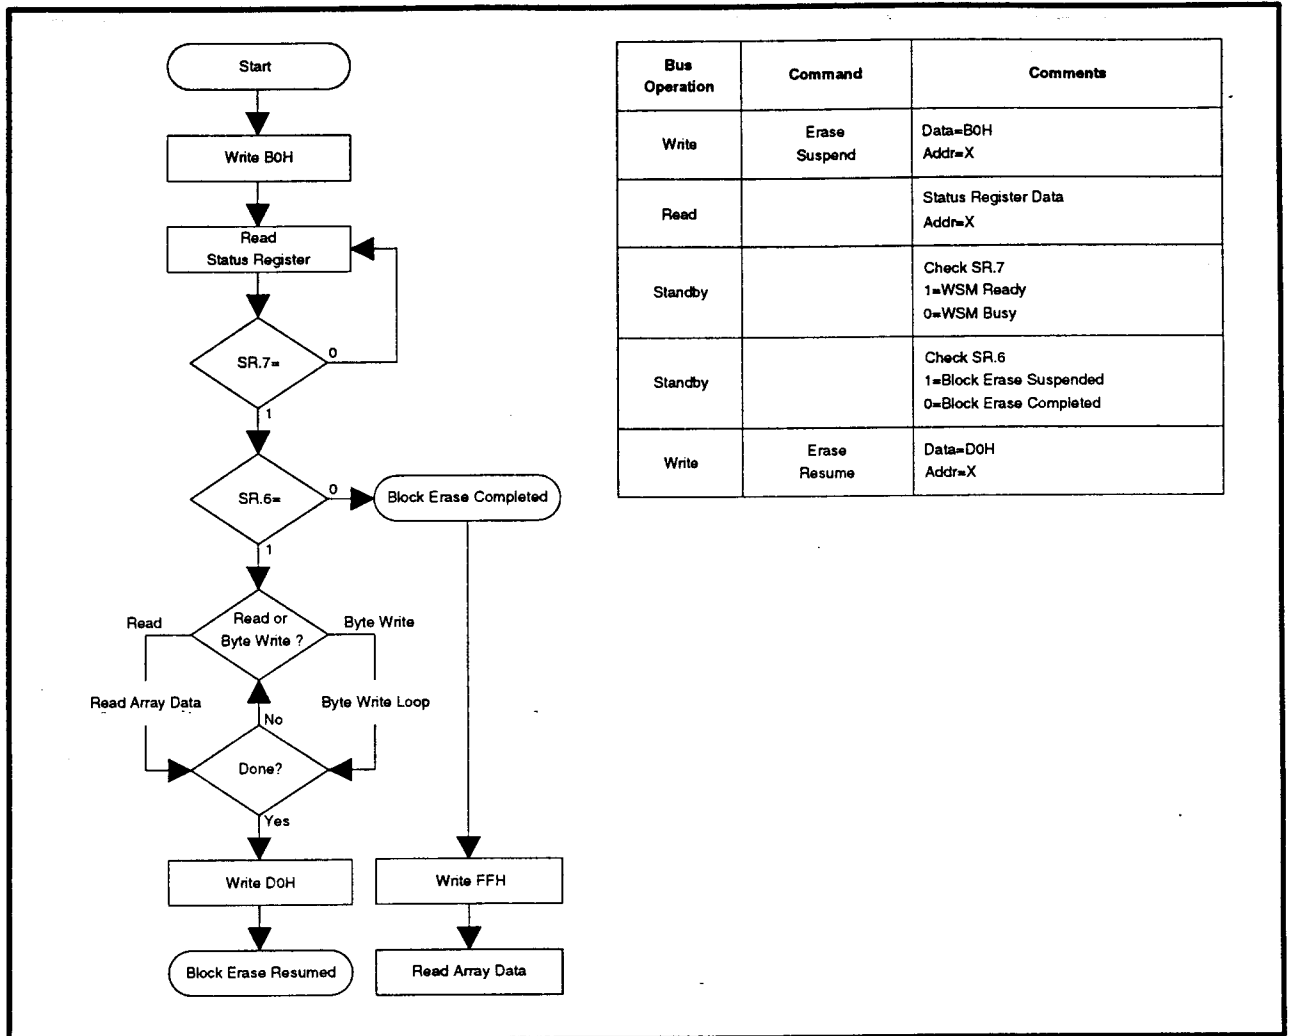 Start
Write B0H
Read
Status Register
SR.7=
0
1
SR.6=
0
Block Erase Completed
1
Read or
Byte Write ?
Read
Byte Write
Read Array Data
Byte Write Loop
No
Done?
Yes
Write D0H
Write FFH
Block Erase Resumed
Read Array Data
Bus
Operation
Command
Comments
Write
Erase
Suspend
Data=B0H
Addr=X
Read
Status Register Data
Addr=X
Standby
Check SR.7
1=WSM Ready
0=WSM Busy
Standby
Check SR.6
1=Block Erase Suspended
0=Block Erase Completed
Write
Erase
Resume
Data=D0H
Addr=X